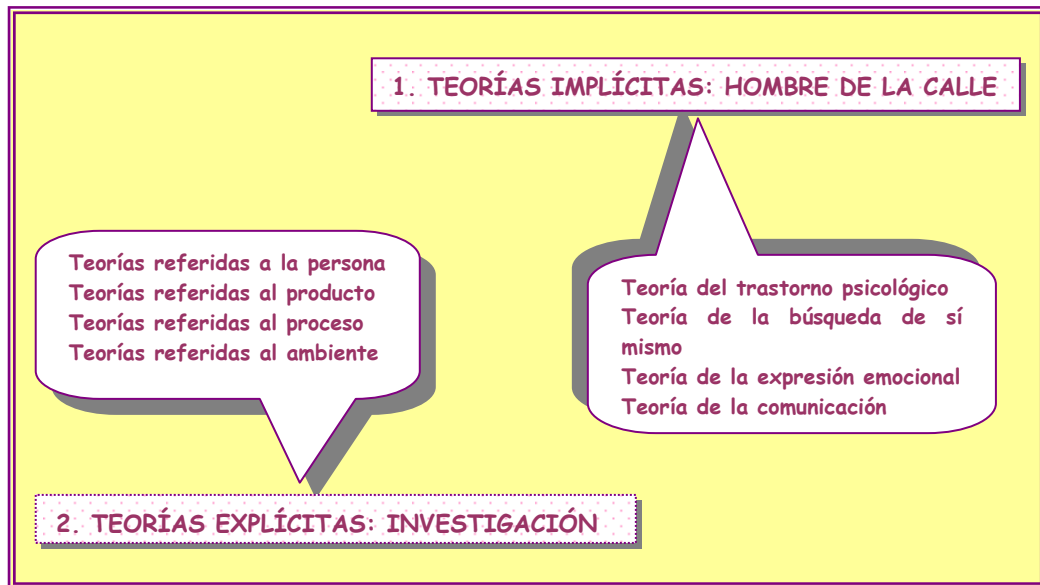 1. TEORÍAS IMPLÍCITAS: HOMBRE DE LA CALLE
Teoría del trastorno psicológico
Teoría de la búsqueda de sí
mismo
Teoría de la expresión emocional
Teoría de la comunicación
Teorías referidas a la persona
Teorías referidas al producto
Teorías referidas al proceso
Teorías referidas al ambiente
2. TEORÍAS EXPLÍCITAS: INVESTIGACIÓN